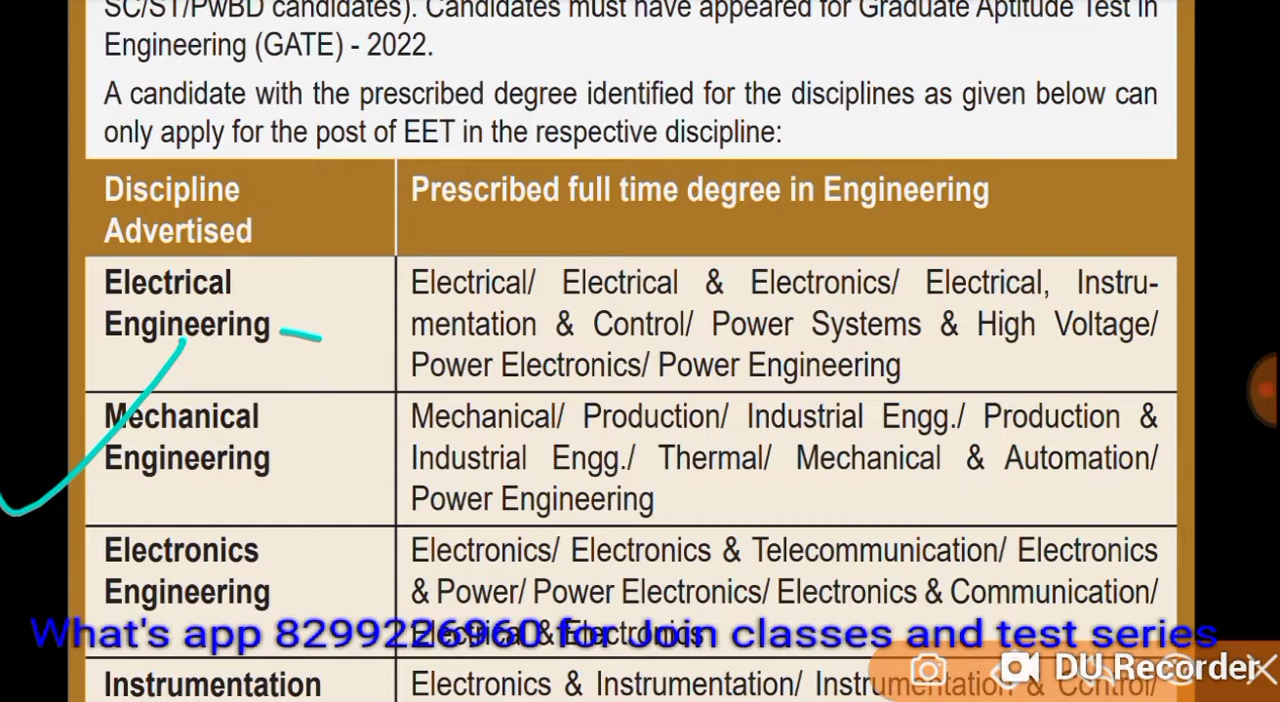 SC/ST/PwBD candidates). Candidates must have appeared for Graduate Aptitude Test in
Engineering (GATE) - 2022.
A candidate with the prescribed degree identified for the disciplines as given below can
only apply for the post of EET in the respective discipline:
Discipline Advertised
Prescribed full time degree in Engineering
Electrical Engineering
Electrical/ Electrical & Electronics/ Electrical, Instru-
mentation & Control/ Power Systems & High Voltage/
Power Electronics/ Power Engineering
Mechanical Engineering
Mechanical/ Production/ Industrial Engg./ Production &
Industrial Engg./ Thermal/ Mechanical & Automation/
Power Engineering
Electronics Engineering
Electronics/ Electronics & Telecommunication/ Electronics
& Power/ Power Electronics/ Electronics & Communication/
Electrical & Electronics
What's app 8299226960 for Join classes and test series
Instrumentation
Electronics & Instrumentation/ Instrumentation & Control/
DU Recorder